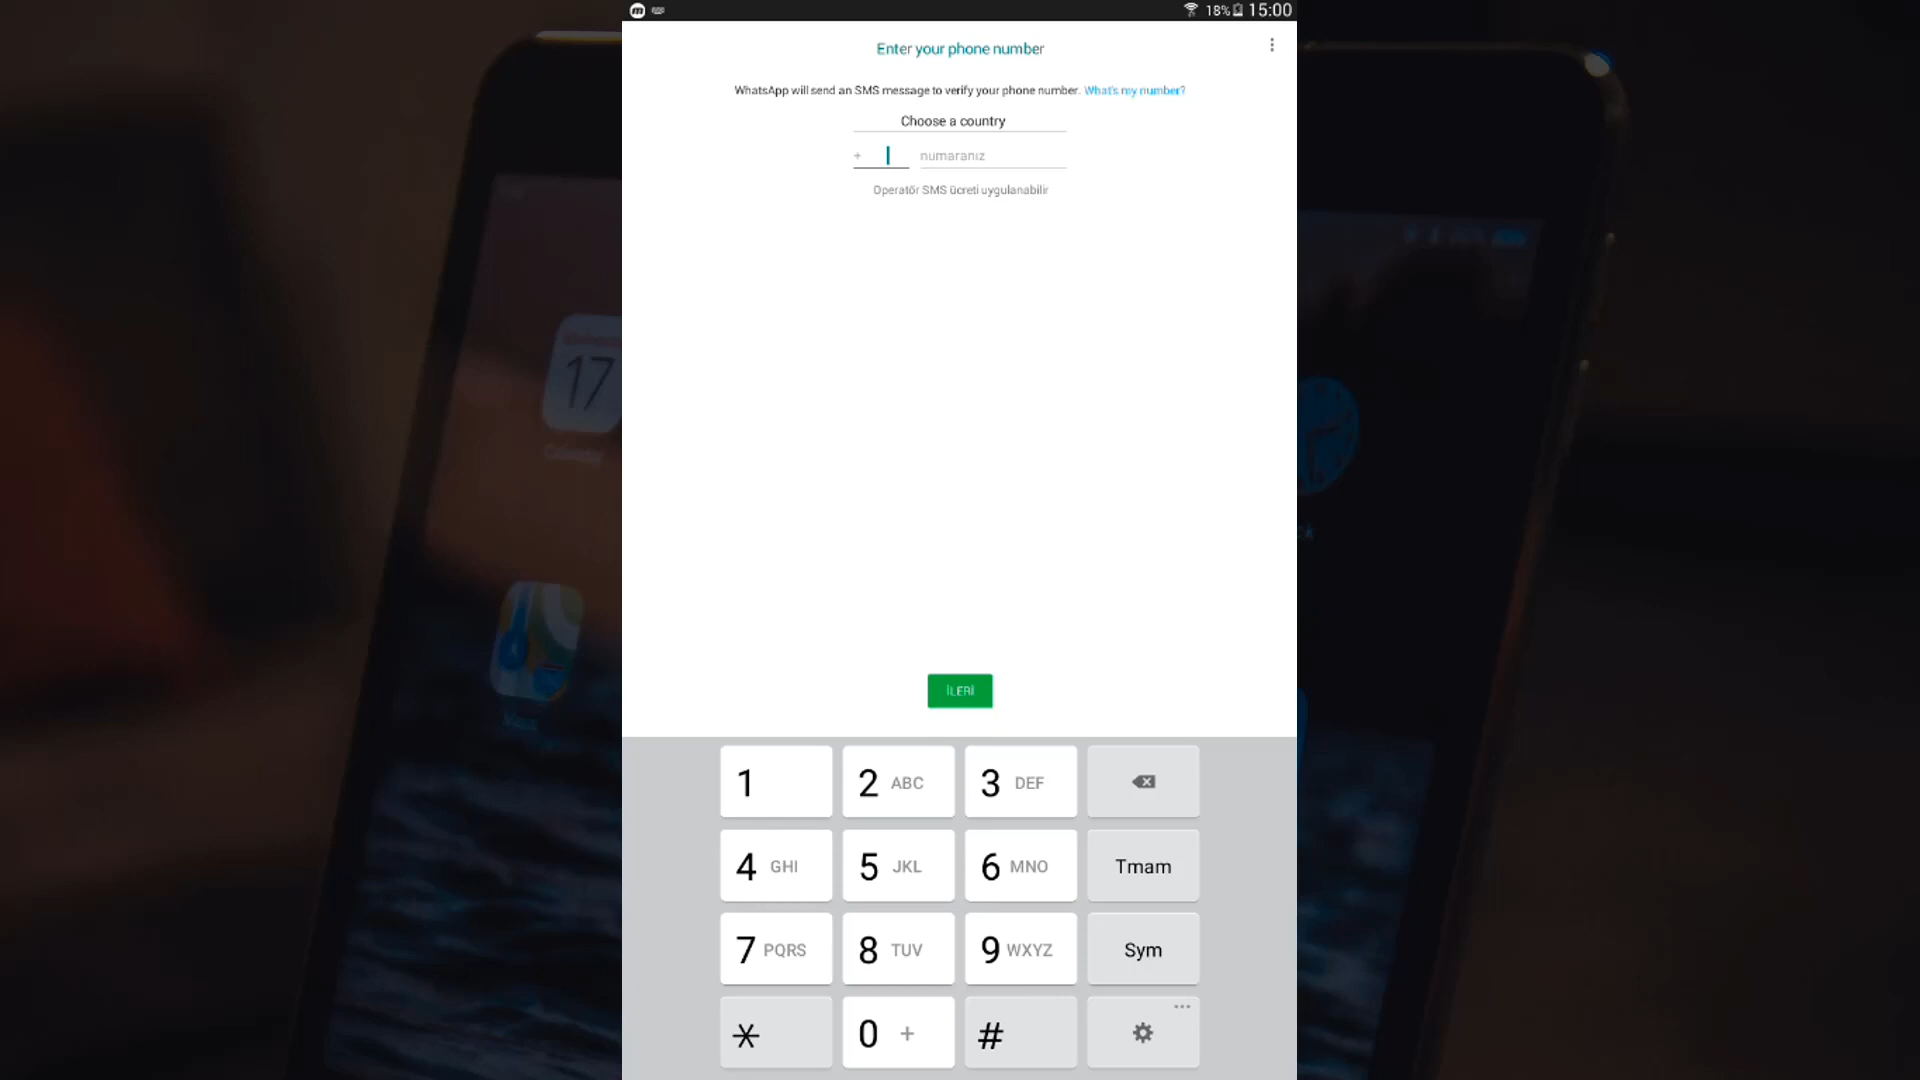 18% 15:00
Enter your phone number
WhatsApp will send an SMS message to verify your phone number. What's my number?
Choose a country
+ numaranız
Operatör SMS ücreti uygulanabilir
İLERİ
1 2 ABC 3 DEF
4 GHI 5 JKL 6 MNO Tmam
7 PQRS 8 TUV 9 WXYZ Sym
* 0 + #
17
Calendar